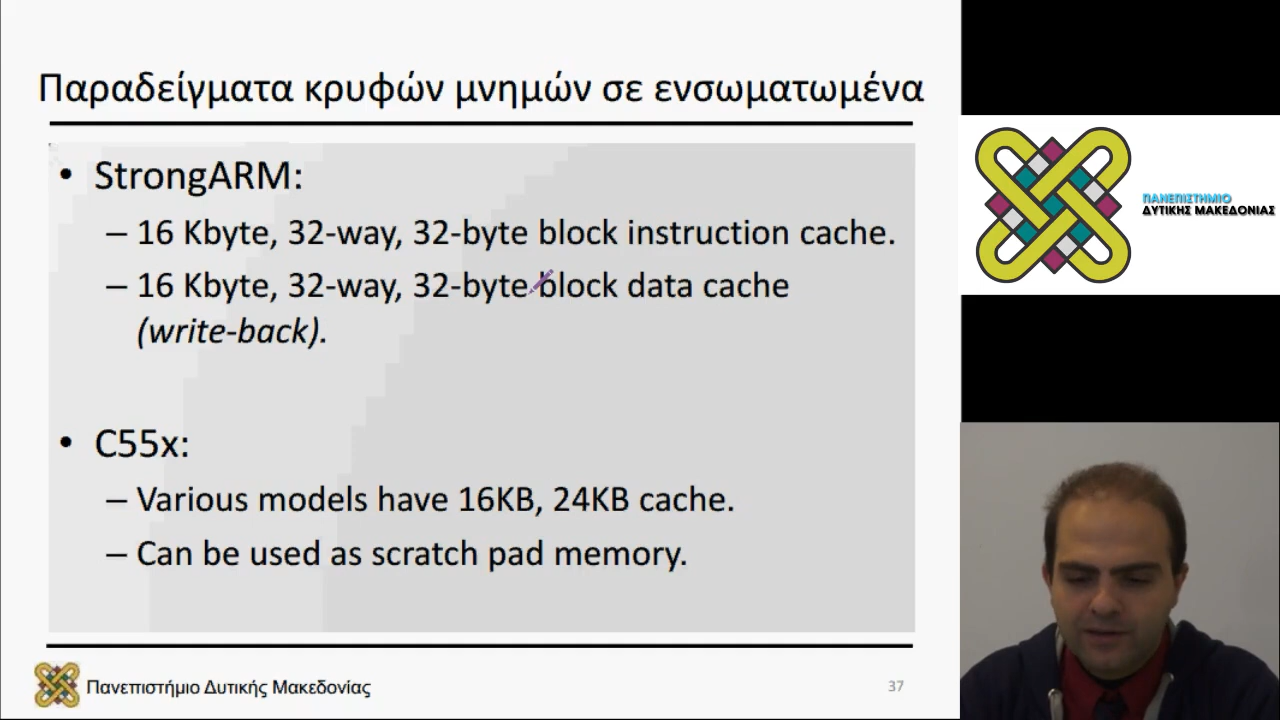 Παραδείγματα κρυφών μνημών σε ενσωματωμένα
• StrongARM:
– 16 Kbyte, 32-way, 32-byte block instruction cache.
– 16 Kbyte, 32-way, 32-byte block data cache
(write-back).
• C55x:
– Various models have 16KB, 24KB cache.
– Can be used as scratch pad memory.
Πανεπιστήμιο Δυτικής Μακεδονίας
37
ΠΑΝΕΠΙΣΤΗΜΙΟ
ΔΥΤΙΚΗΣ ΜΑΚΕΔΟΝΙΑΣ